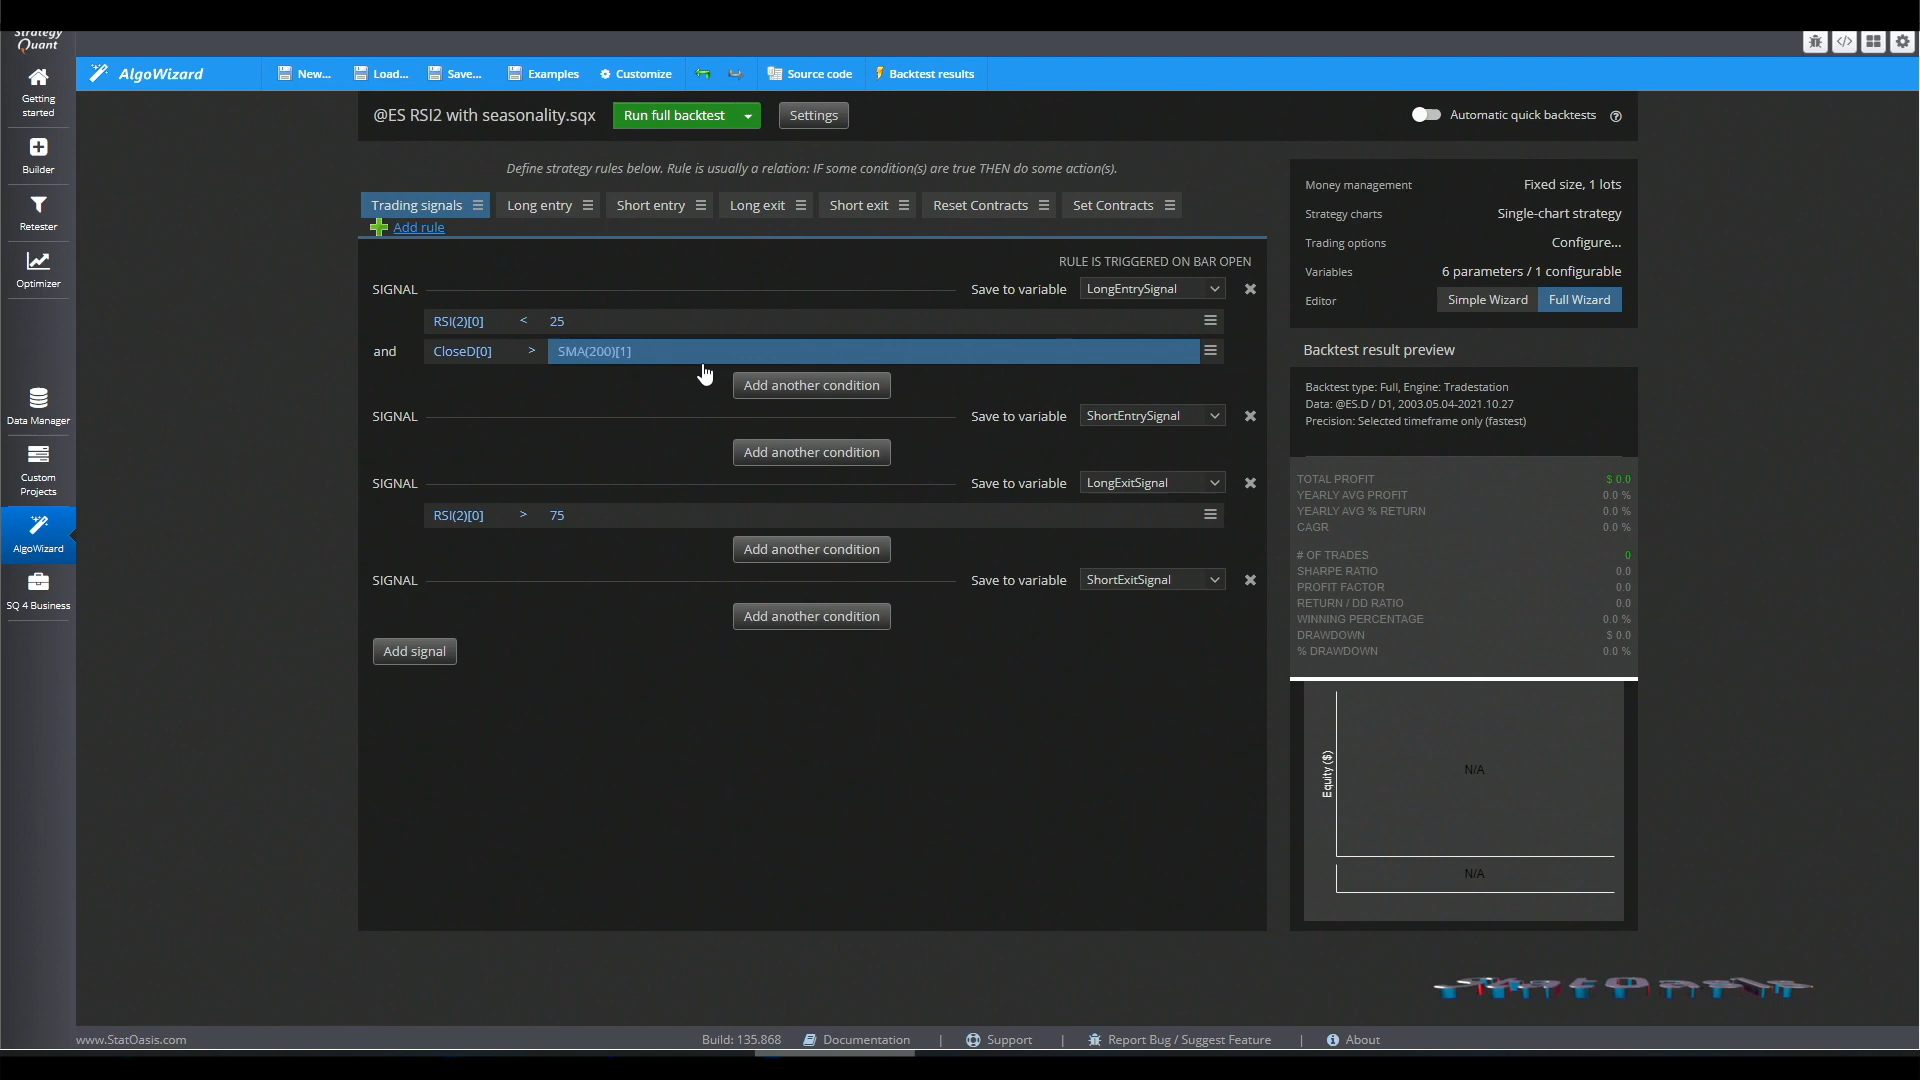 Strategy
Quant
AlgoWizard
New...
Load...
Save...
Examples
Customize
Source code
Backtest results
Getting
started
Builder
Retester
Optimizer
Data Manager
Custom
Projects
AlgoWizard
SQ 4 Business
@ES RSI2 with seasonality.sqx
Run full backtest
Settings
Automatic quick backtests
Define strategy rules below. Rule is usually a relation: IF some condition(s) are true THEN do some action(s).
Trading signals
Long entry
Short entry
Long exit
Short exit
Reset Contracts
Set Contracts
Add rule
RULE IS TRIGGERED ON BAR OPEN
SIGNAL Save to variable LongEntrySignal
RSI(2)[0] < 25
and CloseD[0] > SMA(200)[1]
Add another condition
SIGNAL Save to variable ShortEntrySignal
Add another condition
SIGNAL Save to variable LongExitSignal
RSI(2)[0] > 75
Add another condition
SIGNAL Save to variable ShortExitSignal
Add another condition
Add signal
Money management Fixed size, 1 lots
Strategy charts Single-chart strategy
Trading options Configure...
Variables 6 parameters / 1 configurable
Editor Simple Wizard Full Wizard
Backtest result preview
Backtest type: Full, Engine: Tradestation
Data: @ES.D / D1, 2003.05.04-2021.10.27
Precision: Selected timeframe only (fastest)
TOTAL PROFIT $ 0.0
YEARLY AVG PROFIT 0.0 %
YEARLY AVG % RETURN 0.0 %
CAGR 0.0 %
# OF TRADES 0
SHARPE RATIO 0.0
PROFIT FACTOR 0.0
RETURN / DD RATIO 0.0
WINNING PERCENTAGE 0.0 %
DRAWDOWN $ 0.0
% DRAWDOWN 0.0 %
Equity ($)
N/A
N/A
StatOasis
www.StatOasis.com
Build: 135.868
Documentation
|
Support
|
Report Bug / Suggest Feature
|
About